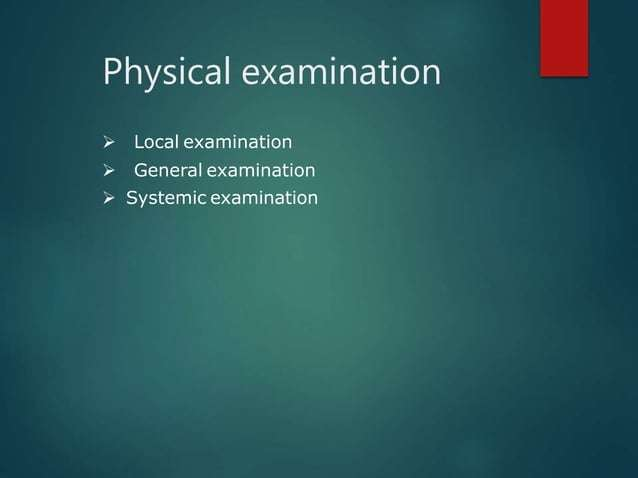 Physical examination
➢ Local examination
➢ General examination
➢ Systemic examination